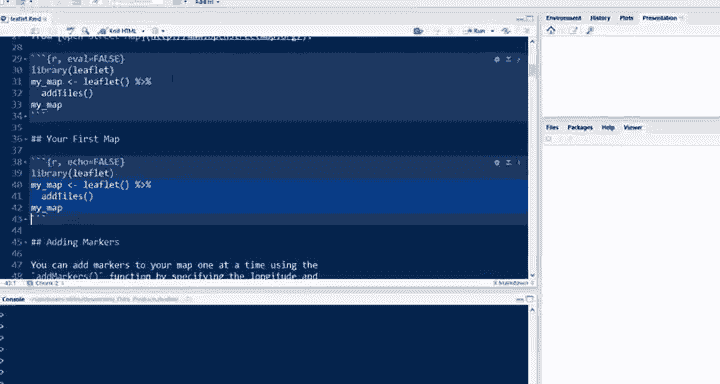 leaflet.Rmd
Addins
Knit HTML
Run
Environment History Plots Presentation
28
29 ```{r, eval=FALSE}
30 library(leaflet)
31 my_map <- leaflet() %>%
32 addTiles()
33 my_map
34 ```
35
36 ## Your First Map
37
38 ```{r, echo=FALSE}
39 library(leaflet)
40 my_map <- leaflet() %>%
41 addTiles()
42 my_map
43 ```
44
45 ## Adding Markers
46
47 You can add markers to your map one at a time using the
48 `addMarkers()` function by specifying the longitude and
43:1 Chunk 2 R Markdown
Files Packages Help Viewer
Console
>
>
>
>
>
>